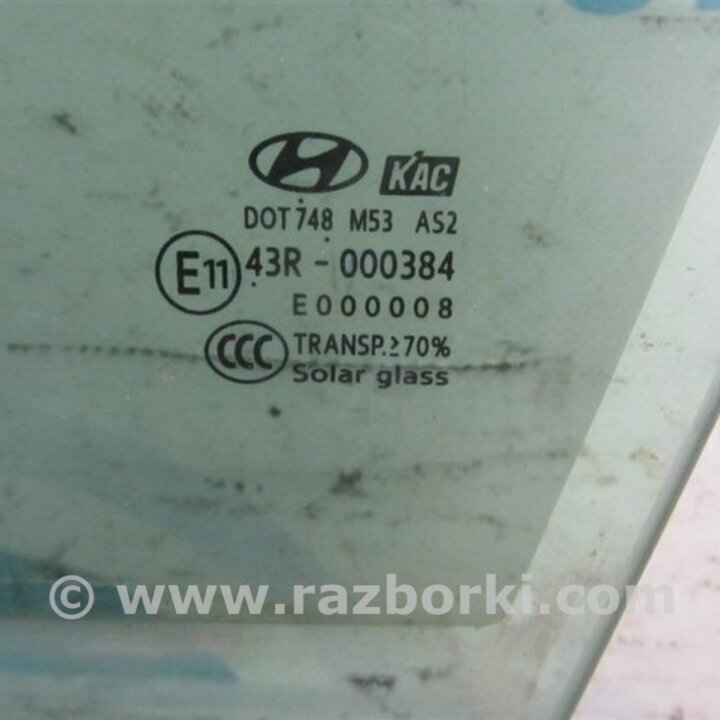 KAC
DOT 748 M53 AS2
E11 43R - 000384
E000008
CCC TRANSP.≥70%
Solar glass
© www.razborki.com